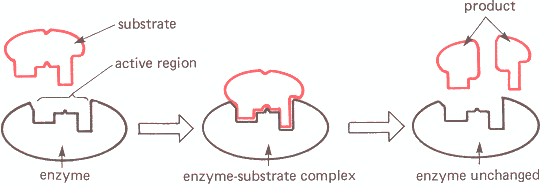 substrate
active region
enzyme
enzyme-substrate complex
product
enzyme unchanged